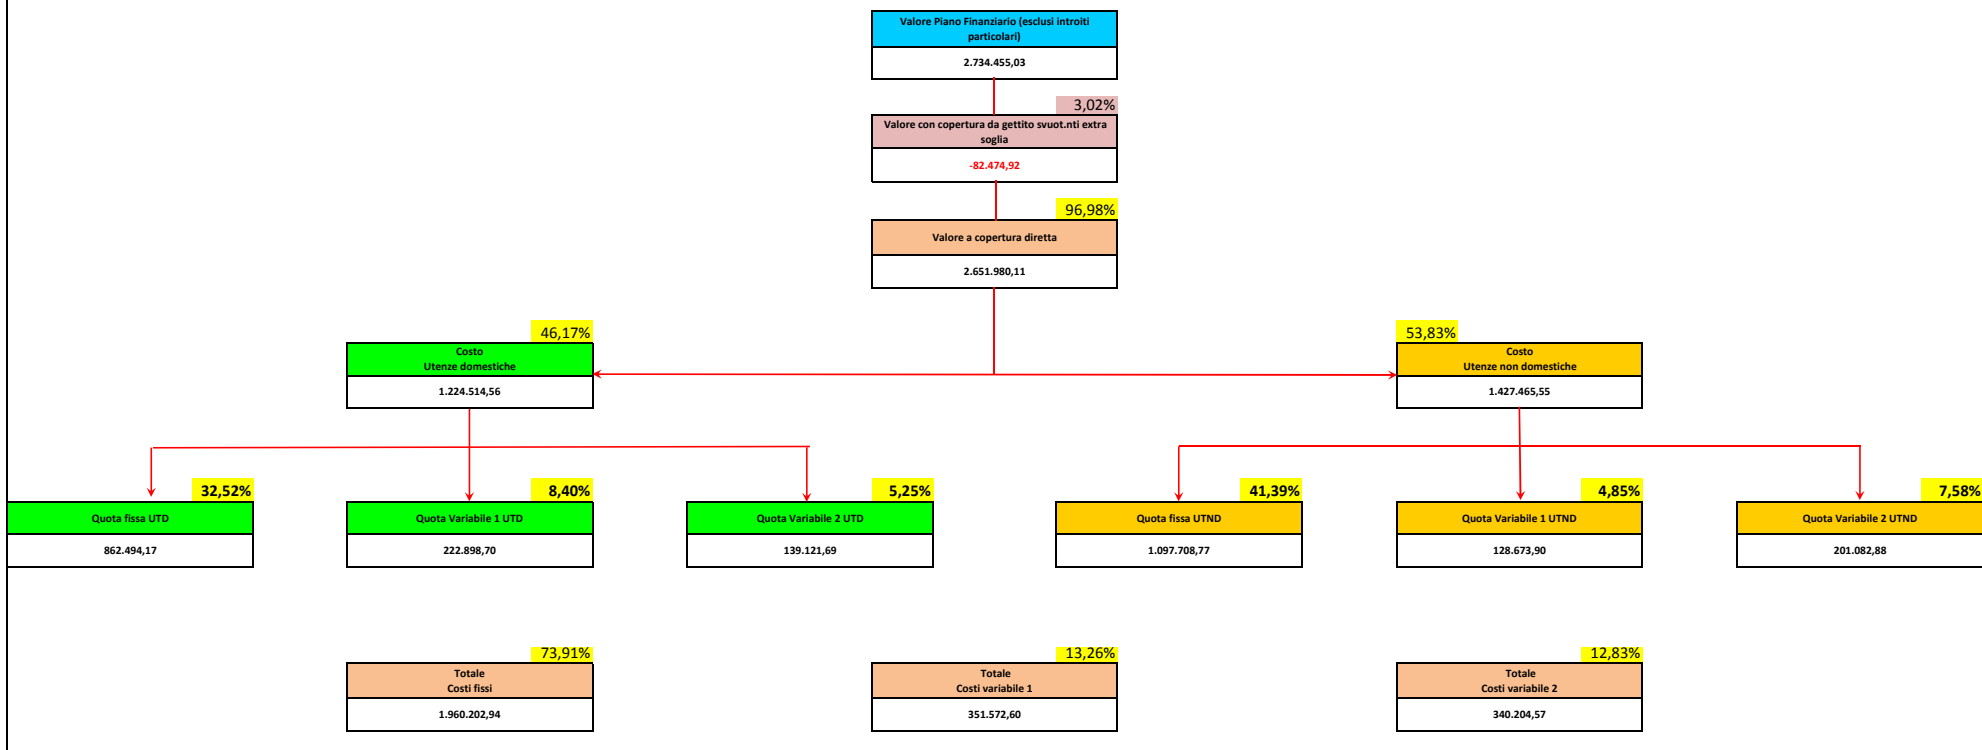 Valore Piano Finanziario (esclusi introiti
particolari)
2.734.455,03
3,02%
Valore con copertura da gettito svuot.nti extra
soglia
-82.474,92
96,98%
Valore a copertura diretta
2.651.980,11
46,17%
53,83%
Costo
Utenze domestiche
1.224.514,56
Costo
Utenze non domestiche
1.427.465,55
32,52%
8,40%
5,25%
41,39%
4,85%
7,58%
Quota fissa UTD
Quota Variabile 1 UTD
Quota Variabile 2 UTD
Quota fissa UTND
Quota Variabile 1 UTND
Quota Variabile 2 UTND
862.494,17
222.898,70
139.121,69
1.097.708,77
128.673,90
201.082,88
73,91%
13,26%
12,83%
Totale
Costi fissi
1.960.202,94
Totale
Costi variabile 1
351.572,60
Totale
Costi variabile 2
340.204,57